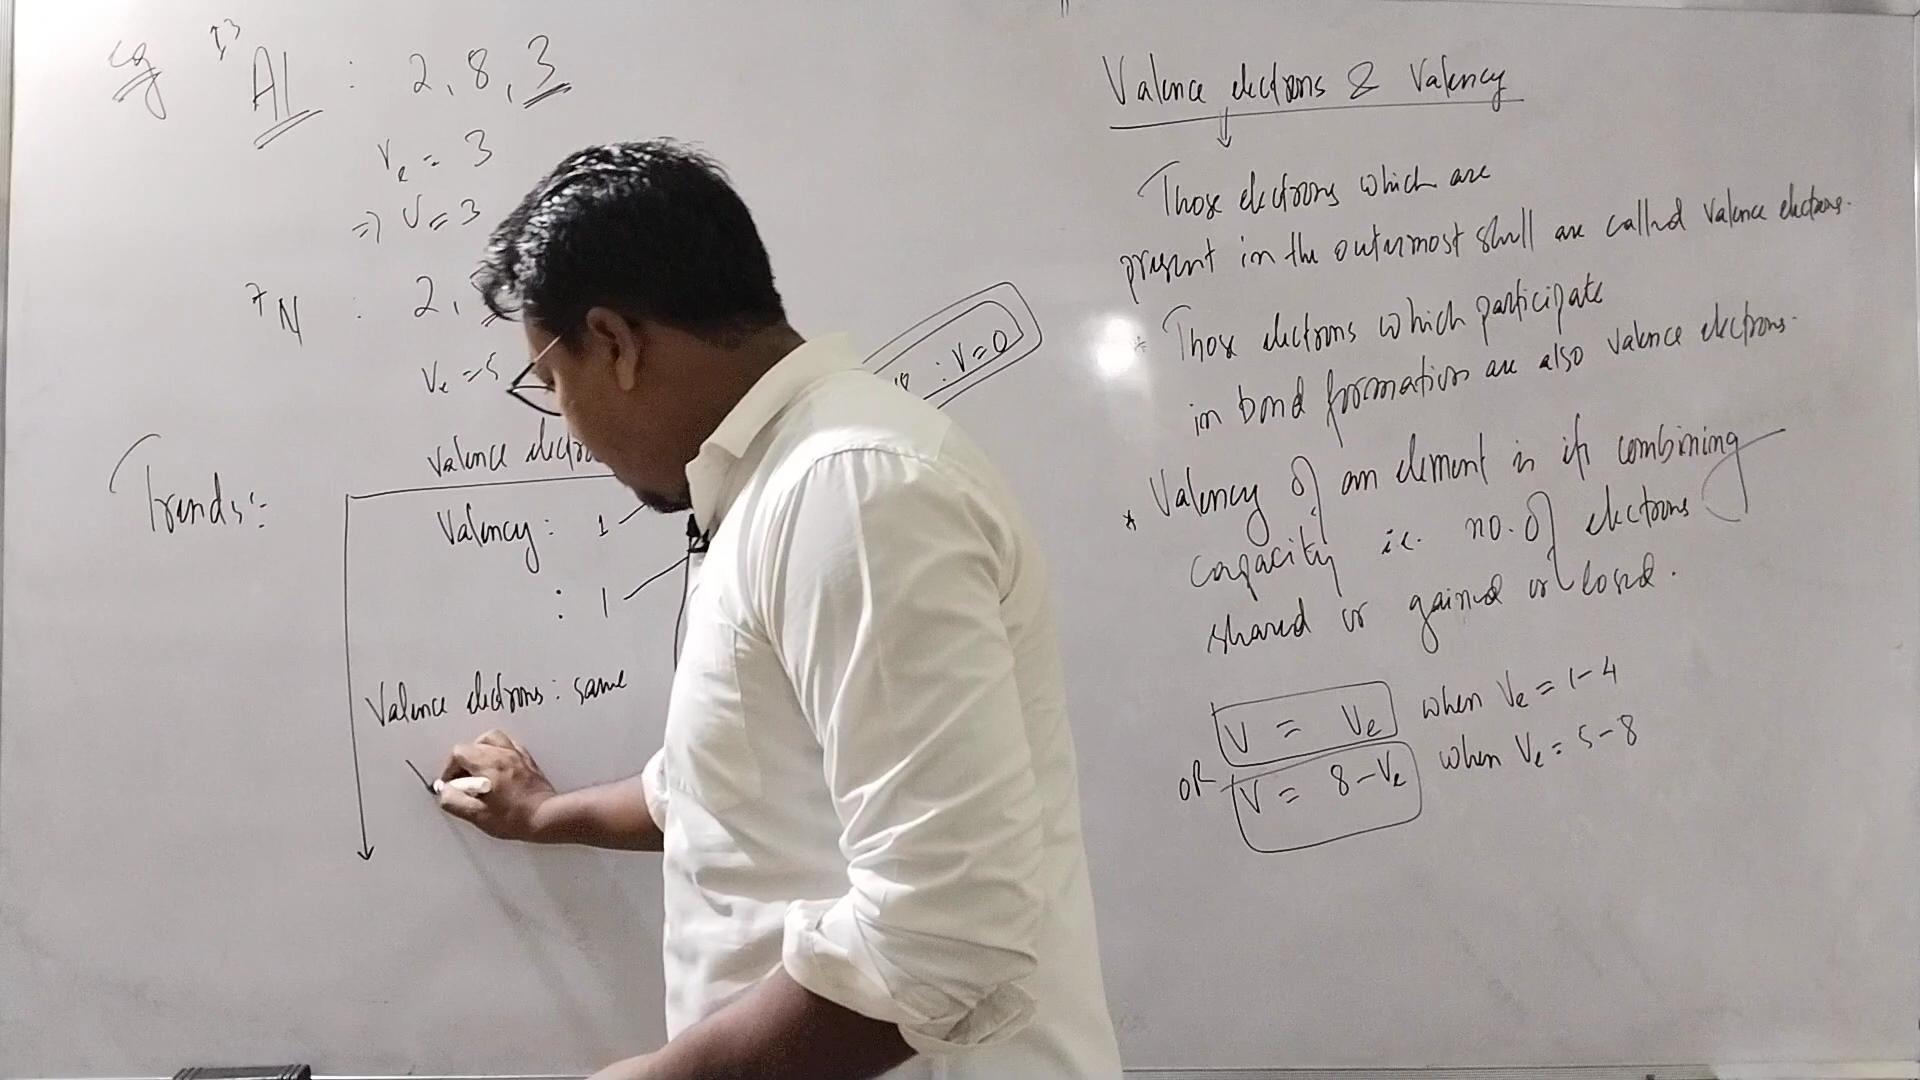 eg 13Al : 2, 8, 3
Ve = 3
=> V = 3
7N : 2,
Ve = 5
18 : V=0
Trends:
Valence electro
Valency: 1
: 1
Valence electrons: same
Valence electrons & Valency
Those electrons which are
present in the outermost shell are called valence electrons.
* Those electrons which participate
in bond formation are also valence electrons.
* Valency of an element is its combining
capacity i.e. no. of electrons
shared or gained or losed.
V = Ve when Ve = 1-4
OR V = 8-Ve when Ve = 5-8